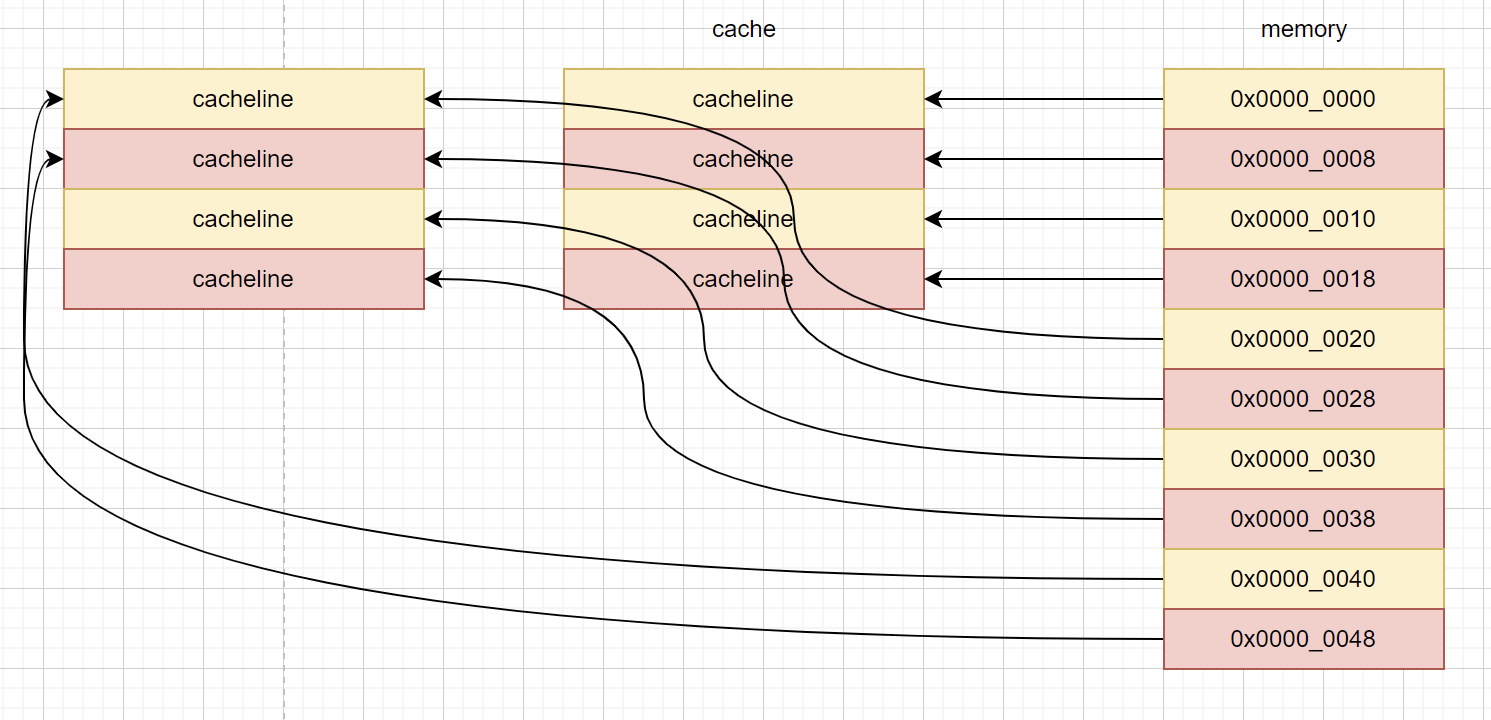 cache
memory
cacheline
cacheline
0x0000_0000
cacheline
cacheline
0x0000_0008
cacheline
cacheline
0x0000_0010
cacheline
cacheline
0x0000_0018
0x0000_0020
0x0000_0028
0x0000_0030
0x0000_0038
0x0000_0040
0x0000_0048